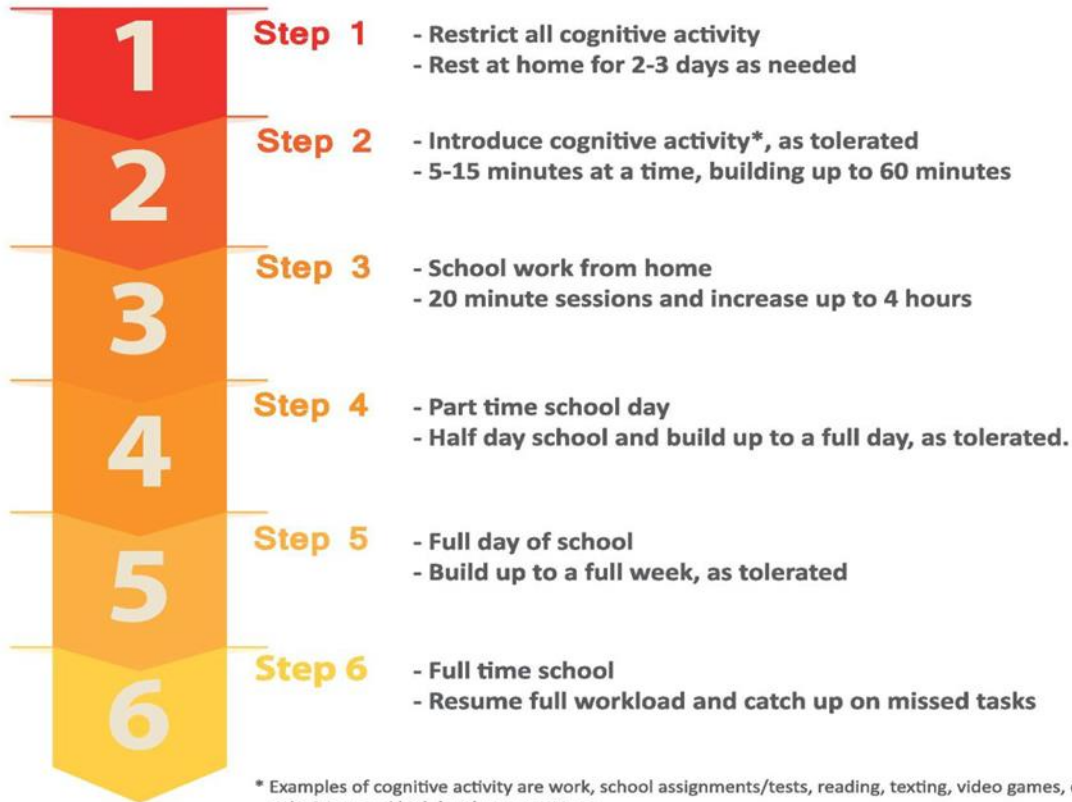 1
Step 1
- Restrict all cognitive activity
- Rest at home for 2-3 days as needed
2
Step 2
- Introduce cognitive activity*, as tolerated
- 5-15 minutes at a time, building up to 60 minutes
3
Step 3
- School work from home
- 20 minute sessions and increase up to 4 hours
4
Step 4
- Part time school day
- Half day school and build up to a full day, as tolerated.
5
Step 5
- Full day of school
- Build up to a full week, as tolerated
6
Step 6
- Full time school
- Resume full workload and catch up on missed tasks
* Examples of cognitive activity are work, school assignments/tests, reading, texting, video games,